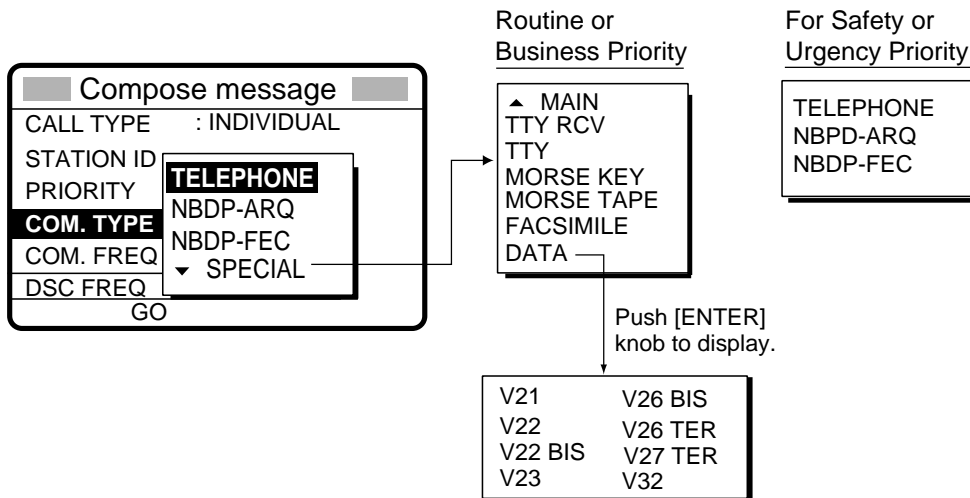 Routine or
Business Priority
For Safety or
Urgency Priority
Compose message
CALL TYPE : INDIVIDUAL
STATION ID
PRIORITY
COM. TYPE
COM. FREQ
DSC FREQ
GO
TELEPHONE
NBDP-ARQ
NBDP-FEC
▼ SPECIAL
▲ MAIN
TTY RCV
TTY
MORSE KEY
MORSE TAPE
FACSIMILE
DATA
TELEPHONE
NBPD-ARQ
NBDP-FEC
Push [ENTER]
knob to display.
V21
V22
V22 BIS
V23
V26 BIS
V26 TER
V27 TER
V32